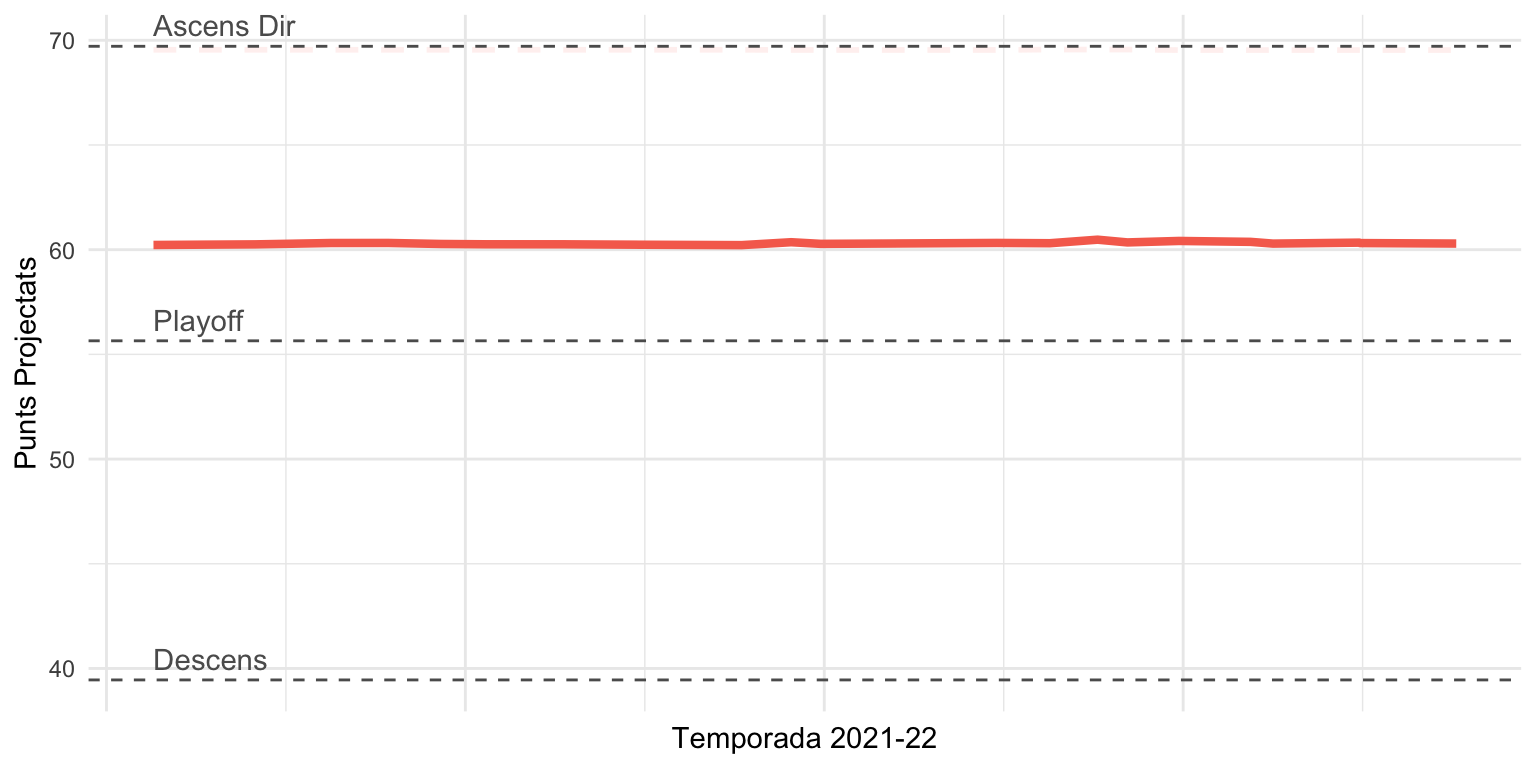 Ascens Dir
70
60
Playoff
50
Descens
40
Punts Projectats
Temporada 2021-22